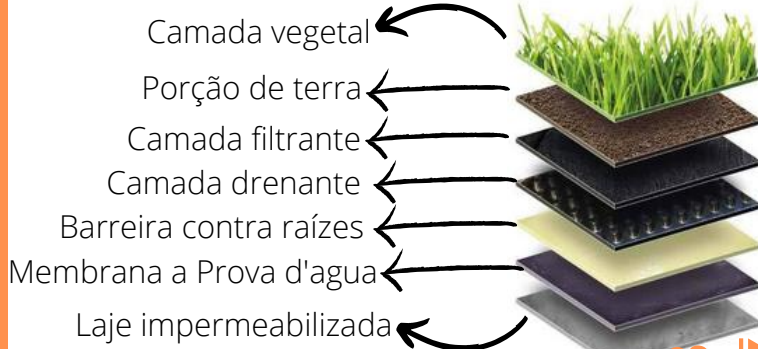 Camada vegetal
Porção de terra
Camada filtrante
Camada drenante
Barreira contra raízes
Membrana a Prova d'agua
Laje impermeabilizada